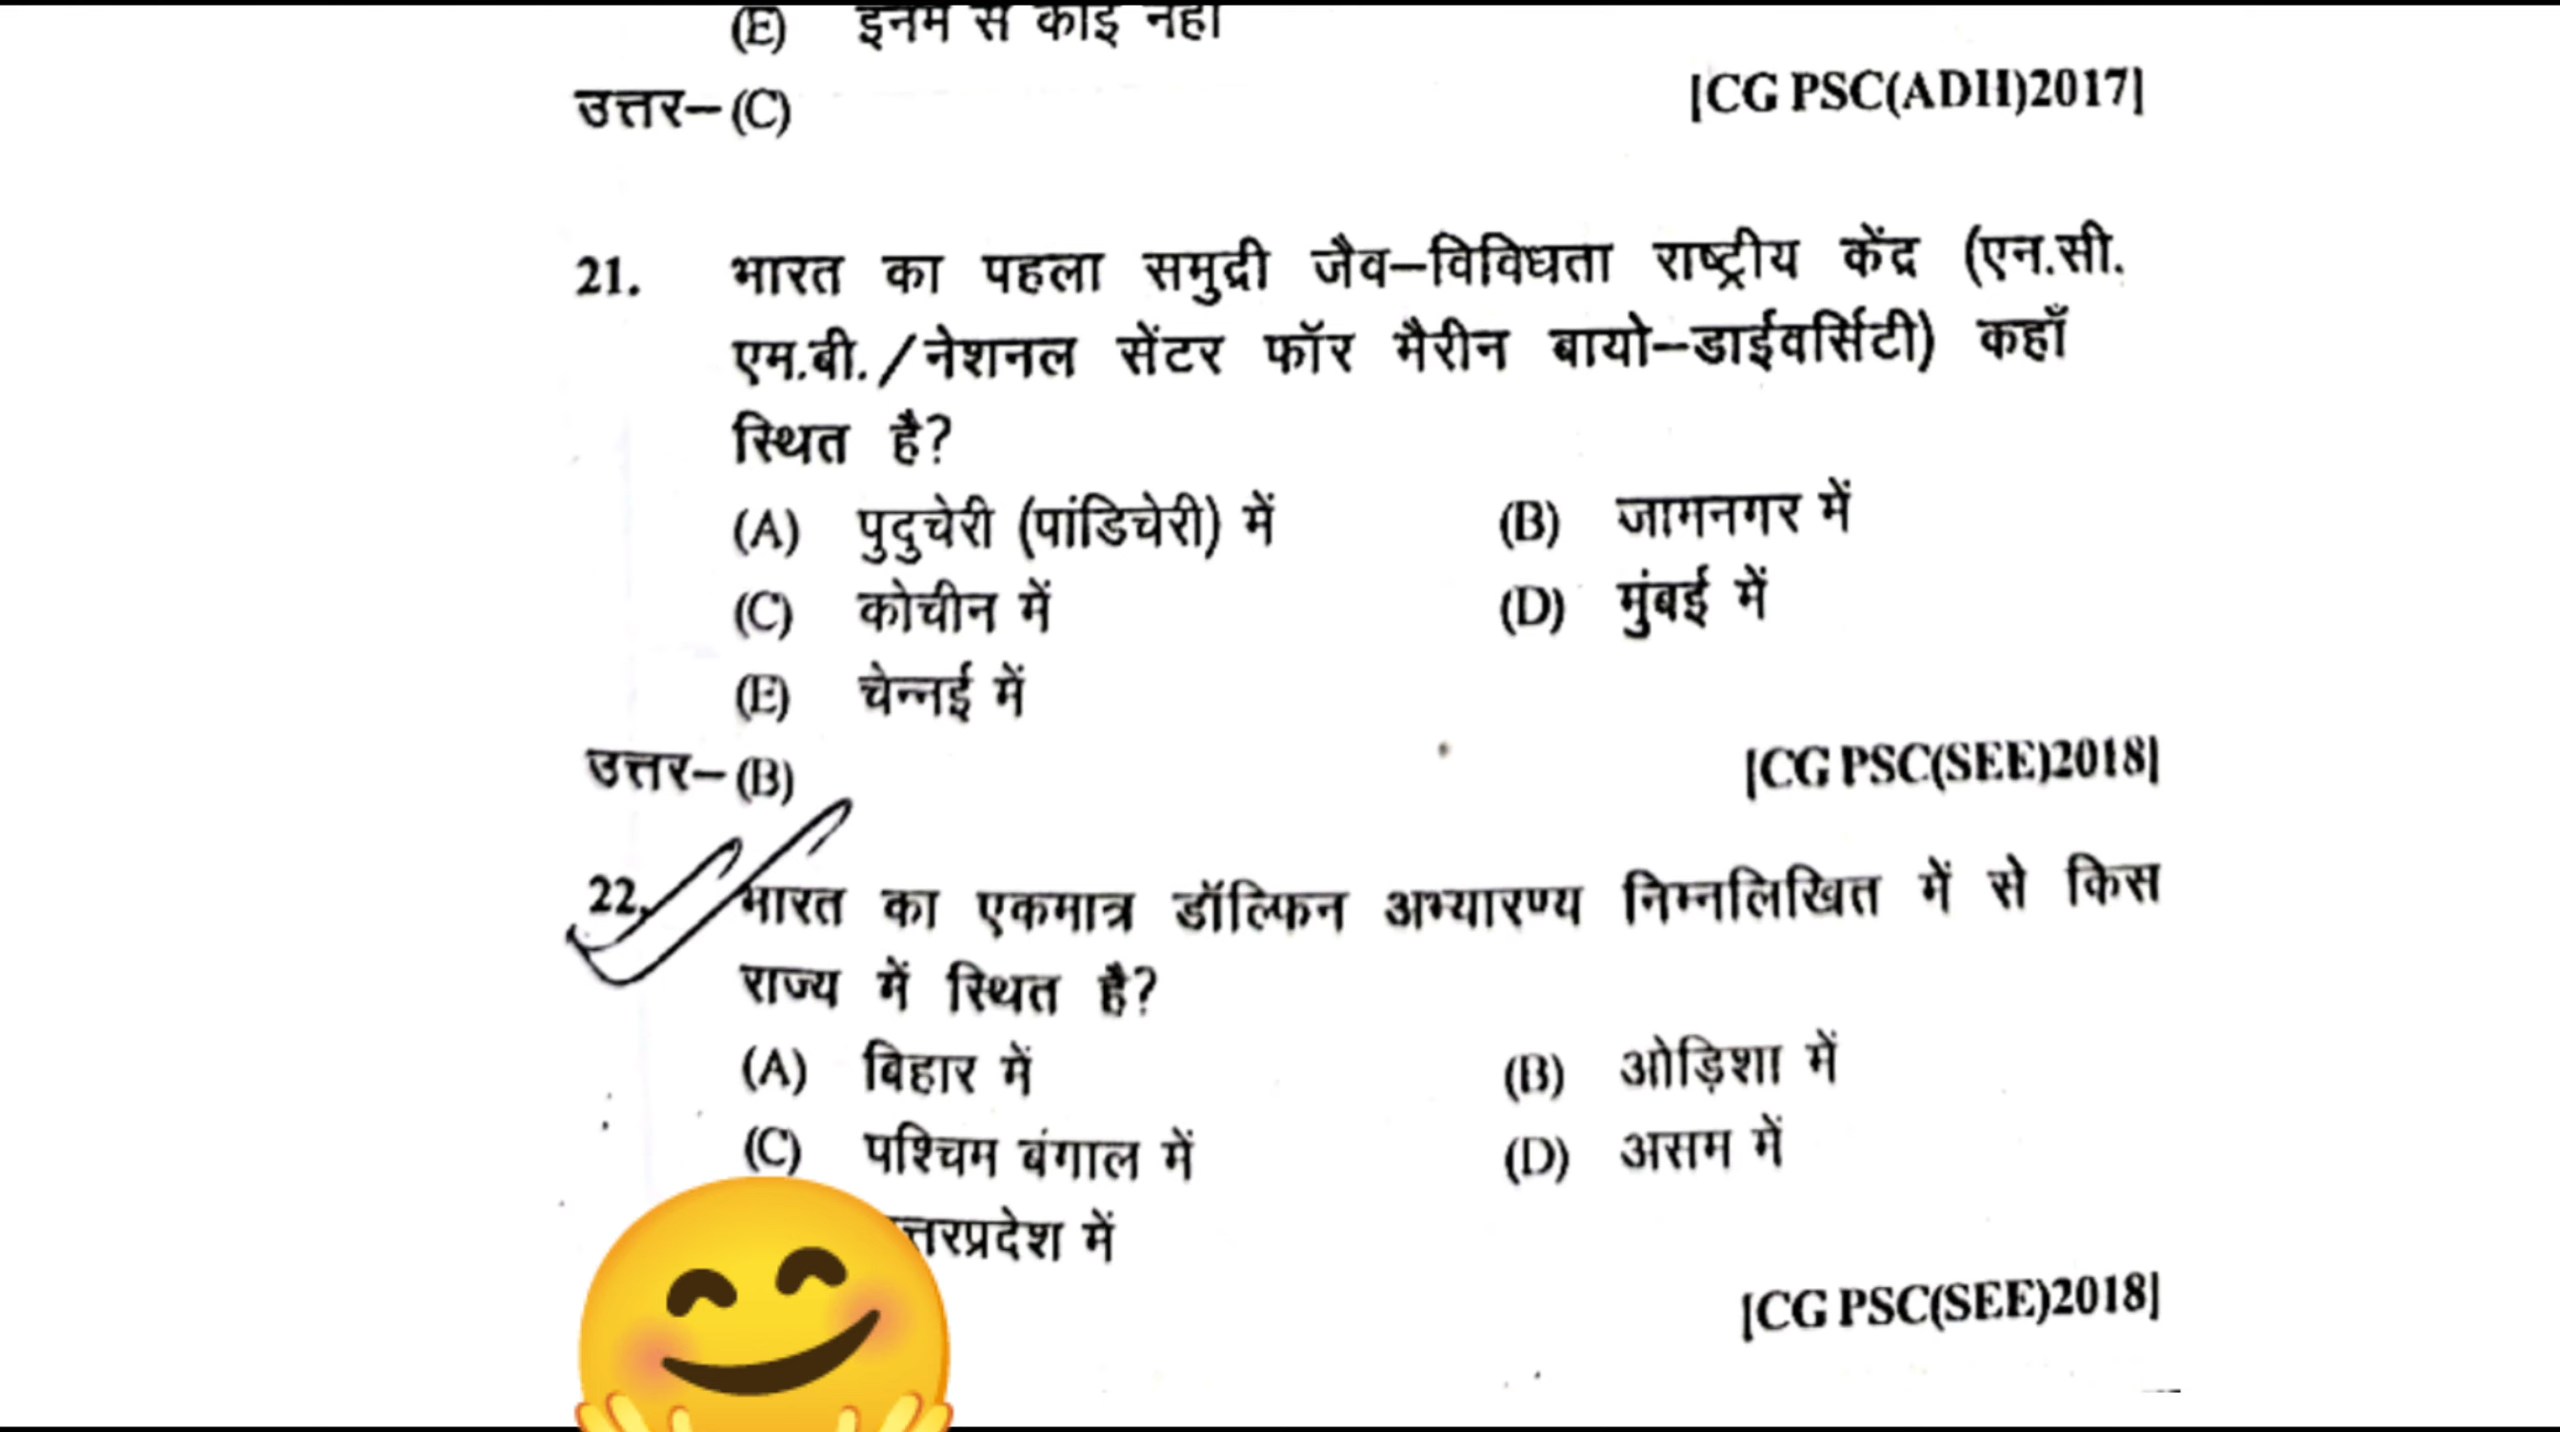 (E) इनमें से कोई नहीं
उत्तर–(C) [CG PSC(ADH)2017]
21. भारत का पहला समुद्री जैव–विविधता राष्ट्रीय केंद्र (एन.सी.
एम.बी./नेशनल सेंटर फॉर मैरीन बायो–डाईवर्सिटी) कहाँ
स्थित है?
(A) पुदुचेरी (पांडिचेरी) में (B) जामनगर में
(C) कोचीन में (D) मुंबई में
(E) चेन्नई में
उत्तर–(B) [CG PSC(SEE)2018]
22. भारत का एकमात्र डॉल्फिन अभ्यारण्य निम्नलिखित में से किस
राज्य में स्थित है?
(A) बिहार में (B) ओड़िशा में
(C) पश्चिम बंगाल में (D) असम में
त्तरप्रदेश में
[CG PSC(SEE)2018]